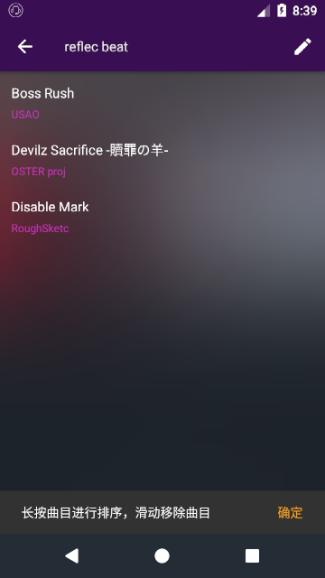 8:39
reflec beat
Boss Rush
USAO
Devilz Sacrifice -贖罪の羊-
OSTER proj
Disable Mark
RoughSketc
长按曲目进行排序，滑动移除曲目
确定